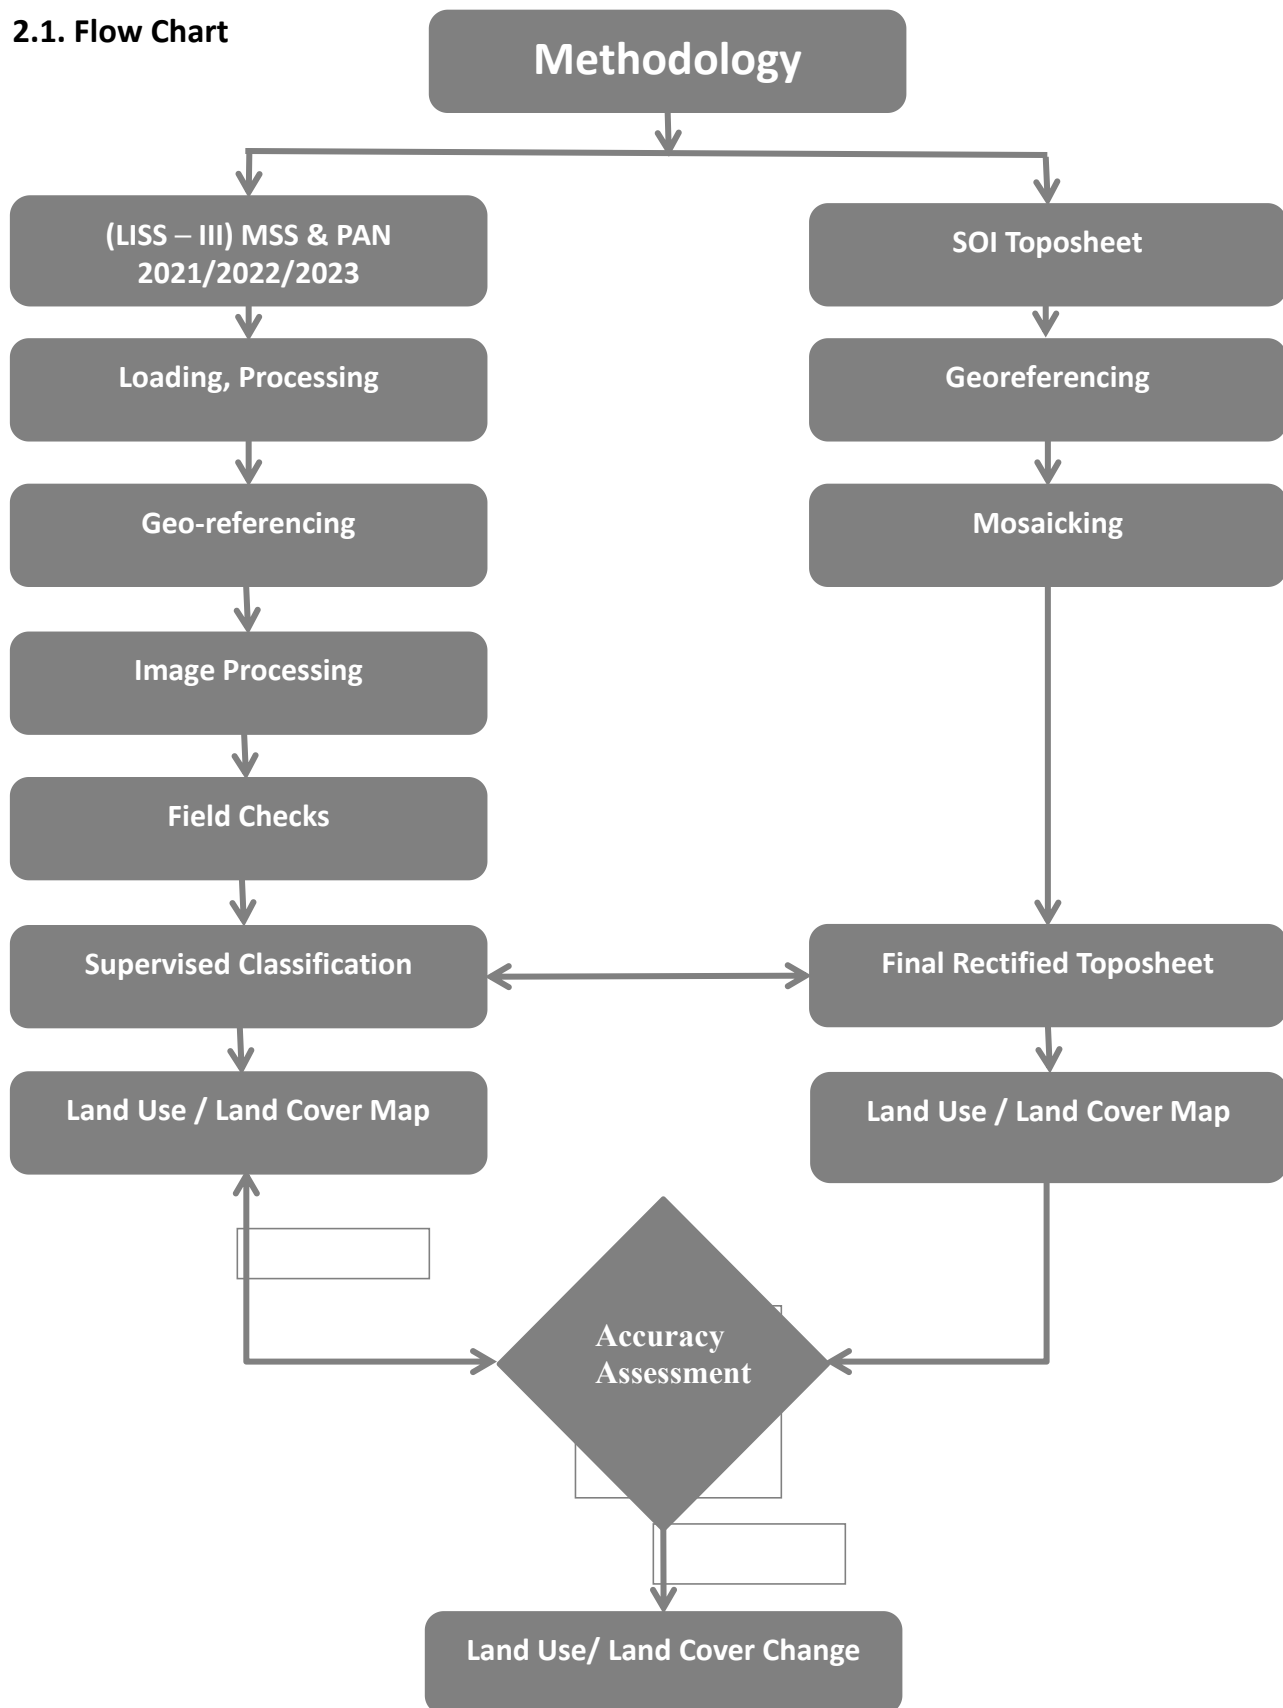 2.1. Flow Chart
Methodology
(LISS – III) MSS & PAN
2021/2022/2023
SOI Toposheet
Loading, Processing
Georeferencing
Geo-referencing
Mosaicking
Image Processing
Field Checks
Supervised Classification
Final Rectified Toposheet
Land Use / Land Cover Map
Land Use / Land Cover Map
Accuracy
Assessment
Land Use/ Land Cover Change